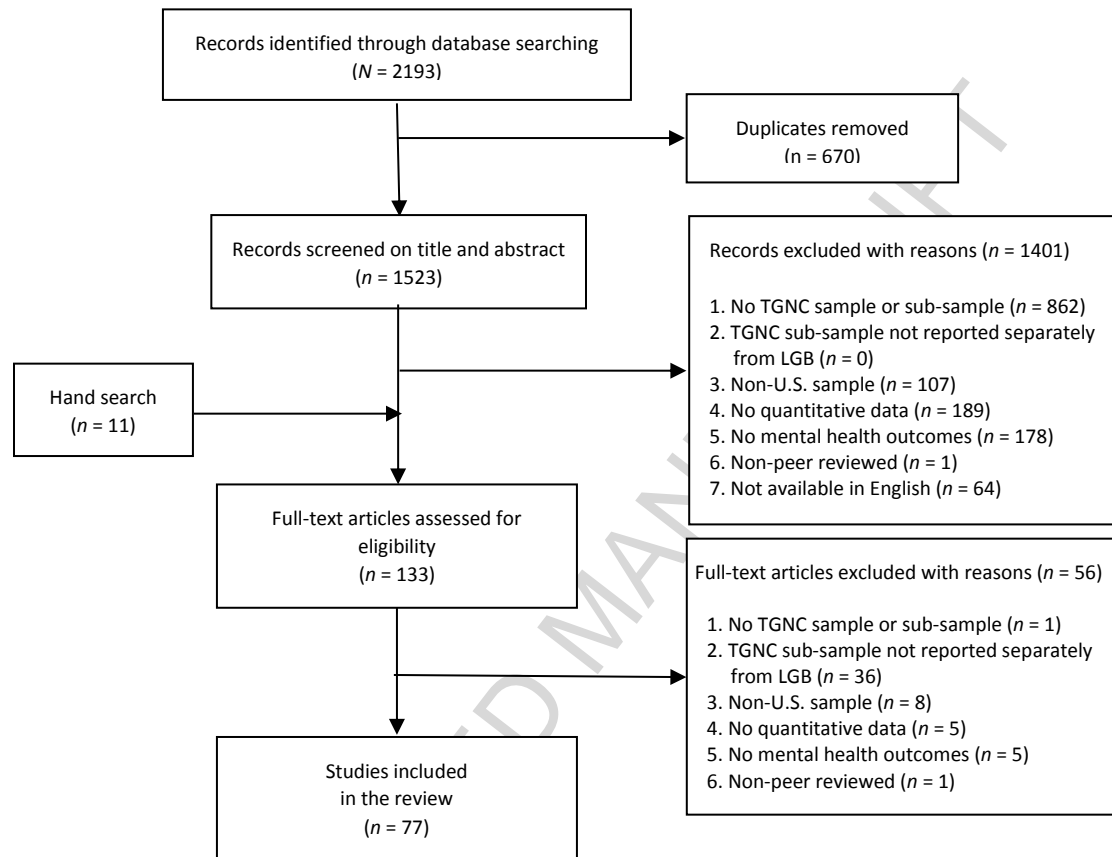 Records identified through database searching
(N = 2193)
Duplicates removed
(n = 670)
Records screened on title and abstract
(n = 1523)
Records excluded with reasons (n = 1401)
1. No TGNC sample or sub-sample (n = 862)
2. TGNC sub-sample not reported separately
from LGB (n = 0)
3. Non-U.S. sample (n = 107)
4. No quantitative data (n = 189)
5. No mental health outcomes (n = 178)
6. Non-peer reviewed (n = 1)
7. Not available in English (n = 64)
Hand search
(n = 11)
Full-text articles assessed for
eligibility
(n = 133)
Full-text articles excluded with reasons (n = 56)
1. No TGNC sample or sub-sample (n = 1)
2. TGNC sub-sample not reported separately
from LGB (n = 36)
3. Non-U.S. sample (n = 8)
4. No quantitative data (n = 5)
5. No mental health outcomes (n = 5)
6. Non-peer reviewed (n = 1)
Studies included
in the review
(n = 77)